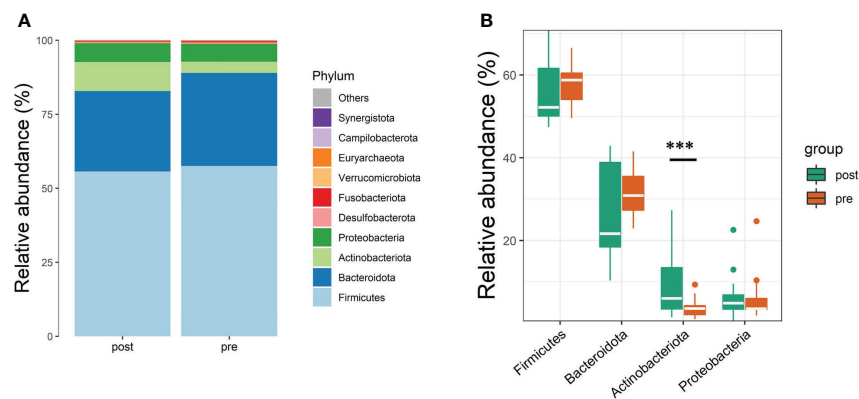 A
Relative abundance (%)
100
75
50
25
0
post
pre
Phylum
Others
Synergistota
Campilobacterota
Euryarchaeota
Verrucomicrobiota
Fusobacteriota
Desulfobacterota
Proteobacteria
Actinobacteriota
Bacteroidota
Firmicutes
B
Relative abundance (%)
60
40
20
***
Firmicutes
Bacteroidota
Actinobacteriota
Proteobacteria
group
post
pre